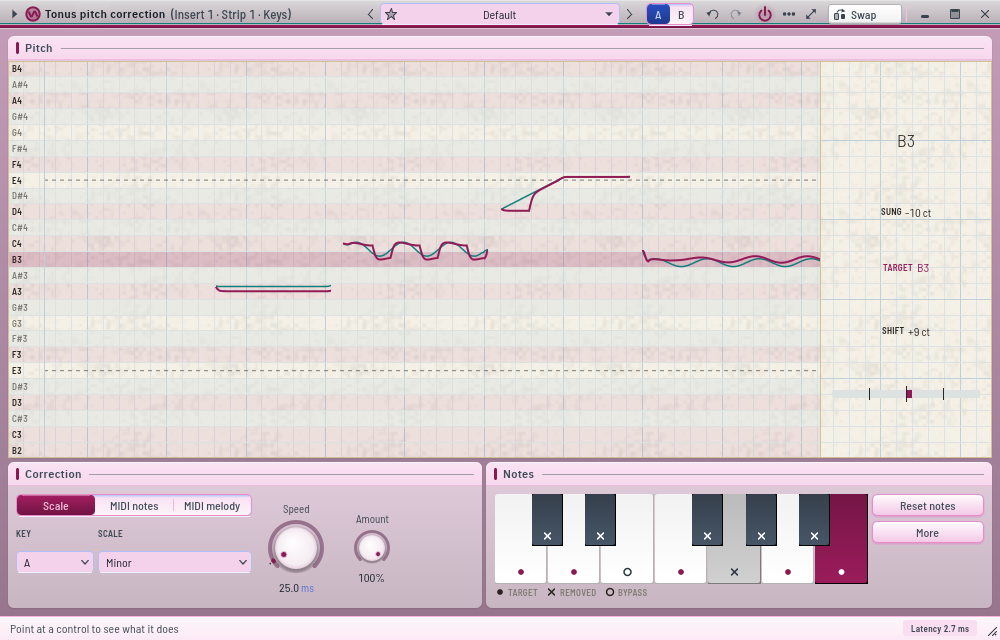 Tonus pitch correction (Insert 1 · Strip 1 · Keys)
Default
A B
Swap
Pitch
B4
A#4
A4
G#4
G4
F#4
F4
E4
D#4
D4
C#4
C4
B3
A#3
A3
G#3
G3
F#3
F3
E3
D#3
D3
C#3
C3
B2
B3
SUNG -10 ct
TARGET B3
SHIFT +9 ct
Correction
Scale MIDI notes MIDI melody
KEY SCALE
A Minor
Speed
25.0 ms
Amount
100%
Notes
TARGET REMOVED BYPASS
Reset notes
More
Point at a control to see what it does
Latency 2.7 ms